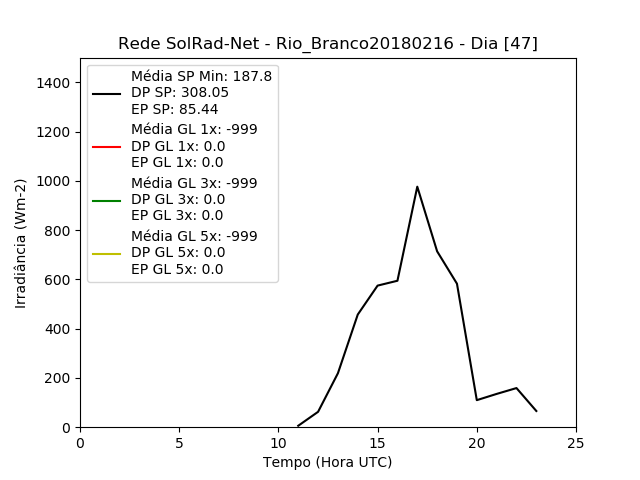 Rede SolRad-Net - Rio_Branco20180216 - Dia [47]
Média SP Min: 187.8
DP SP: 308.05
EP SP: 85.44
Média GL 1x: -999
DP GL 1x: 0.0
EP GL 1x: 0.0
Média GL 3x: -999
DP GL 3x: 0.0
EP GL 3x: 0.0
Média GL 5x: -999
DP GL 5x: 0.0
EP GL 5x: 0.0
Irradiância (Wm-2)
1400
1200
1000
800
600
400
200
0
0 5 10 15 20 25
Tempo (Hora UTC)